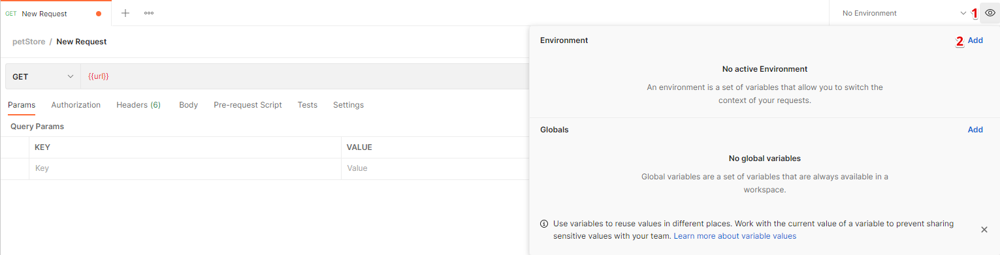 GET New Request
No Environment
1
petStore / New Request
Environment
2 Add
No active Environment
An environment is a set of variables that allow you to switch the
context of your requests.
GET
{{url}}
Params Authorization Headers (6) Body Pre-request Script Tests Settings
Query Params
KEY VALUE
Key Value
Globals
Add
No global variables
Global variables are a set of variables that are always available in a
workspace.
Use variables to reuse values in different places. Work with the current value of a variable to prevent sharing
sensitive values with your team. Learn more about variable values